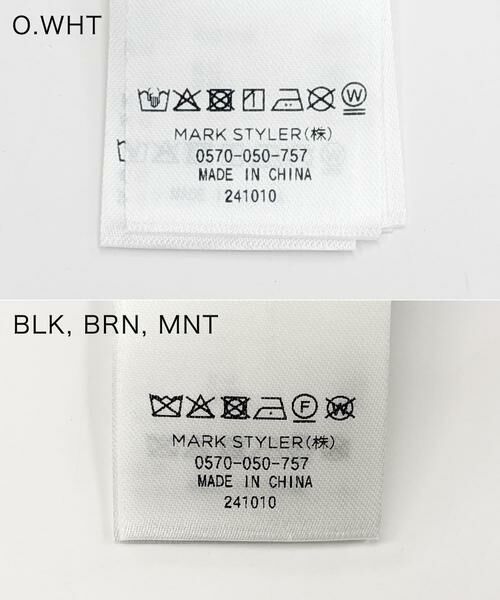 O.WHT
MARK STYLER(株)
0570-050-757
MADE IN CHINA
241010
BLK, BRN, MNT
F W
MARK STYLER(株)
0570-050-757
MADE IN CHINA
241010